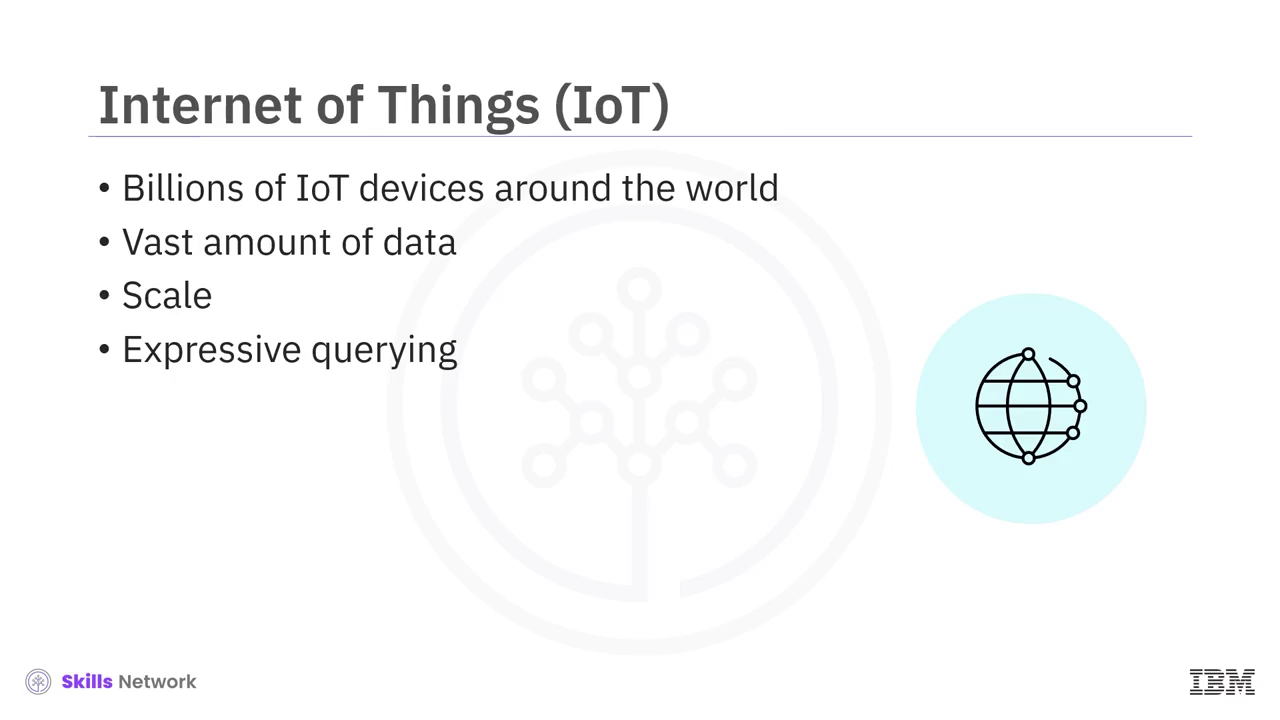 Internet of Things (IoT)
• Billions of IoT devices around the world
• Vast amount of data
• Scale
• Expressive querying
Skills Network
IBM